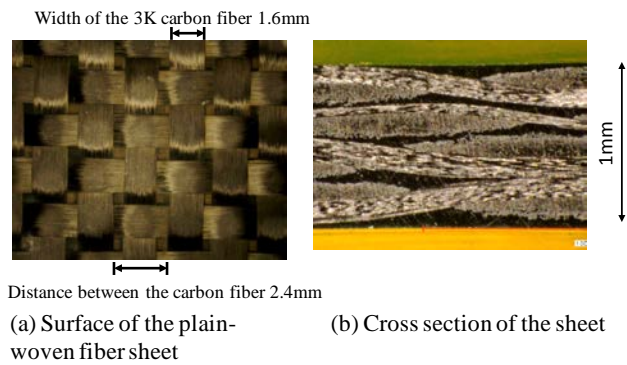 Width of the 3K carbon fiber 1.6mm
1mm
Distance between the carbon fiber 2.4mm
(a) Surface of the plain-
woven fiber sheet
(b) Cross section of the sheet